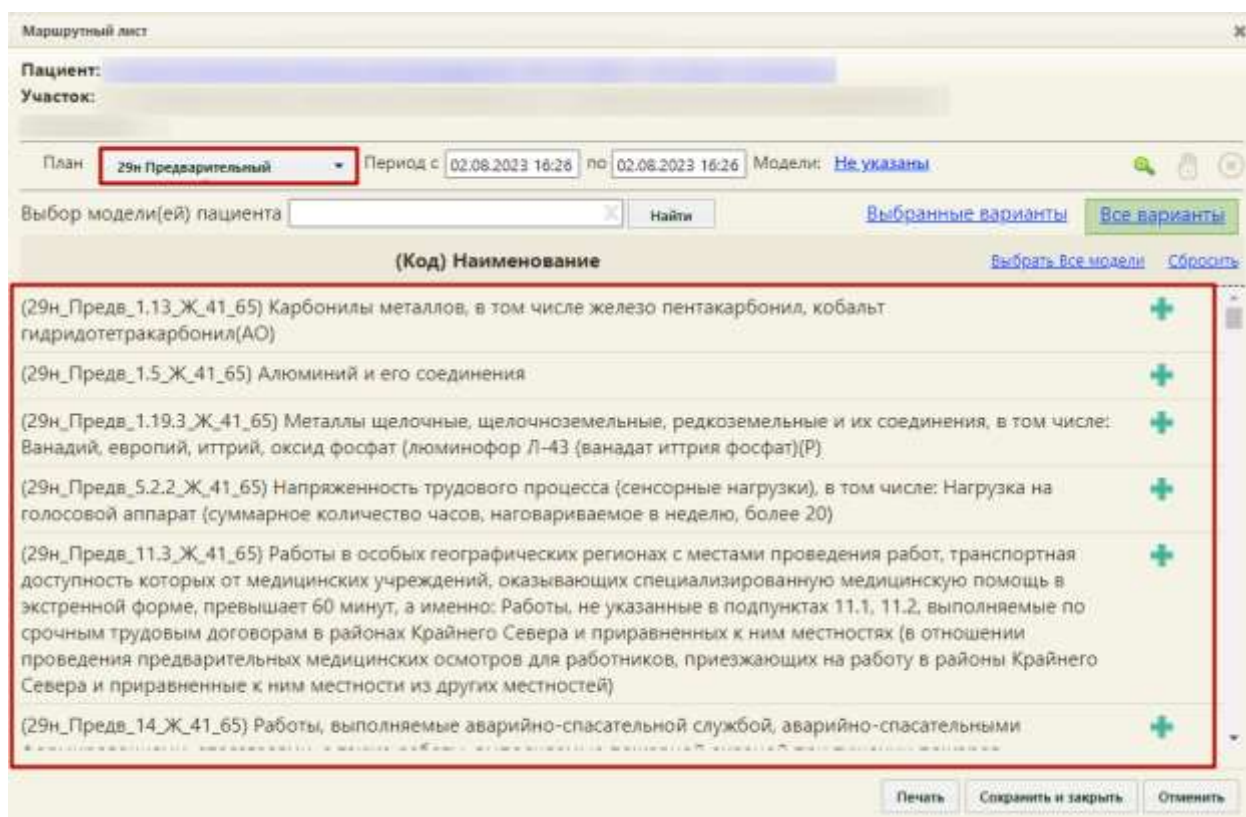 Маршрутный лист
Пациент:
Участок:
План 29н Предварительный Период с 02.08.2023 16:26 по 02.08.2023 16:26 Модели: Не указаны
Выбор модели(ей) пациента Найти Выбранные варианты Все варианты
(Код) Наименование Выбрать Все модели Сбросить
(29н_Предв_1.13_Ж_41_65) Карбонилы металлов, в том числе железо пентакарбонил, кобальт
гидридотетракарбонил(АО)
(29н_Предв_1.5_Ж_41_65) Алюминий и его соединения
(29н_Предв_1.19.3_Ж_41_65) Металлы щелочные, щелочноземельные, редкоземельные и их соединения, в том числе:
Ванадий, европий, иттрий, оксид фосфат (люминофор Л-43 (ванадат иттрия фосфат)(Р)
(29н_Предв_5.2.2_Ж_41_65) Напряженность трудового процесса (сенсорные нагрузки), в том числе: Нагрузка на
голосовой аппарат (суммарное количество часов, наговариваемое в неделю, более 20)
(29н_Предв_11.3_Ж_41_65) Работы в особых географических регионах с местами проведения работ, транспортная
доступность которых от медицинских учреждений, оказывающих специализированную медицинскую помощь в
экстренной форме, превышает 60 минут, а именно: Работы, не указанные в подпунктах 11.1, 11.2, выполняемые по
срочным трудовым договорам в районах Крайнего Севера и приравненных к ним местностях (в отношении
проведения предварительных медицинских осмотров для работников, приезжающих на работу в районы Крайнего
Севера и приравненные к ним местности из других местностей)
(29н_Предв_14_Ж_41_65) Работы, выполняемые аварийно-спасательной службой, аварийно-спасательными
Печать Сохранить и закрыть Отменить